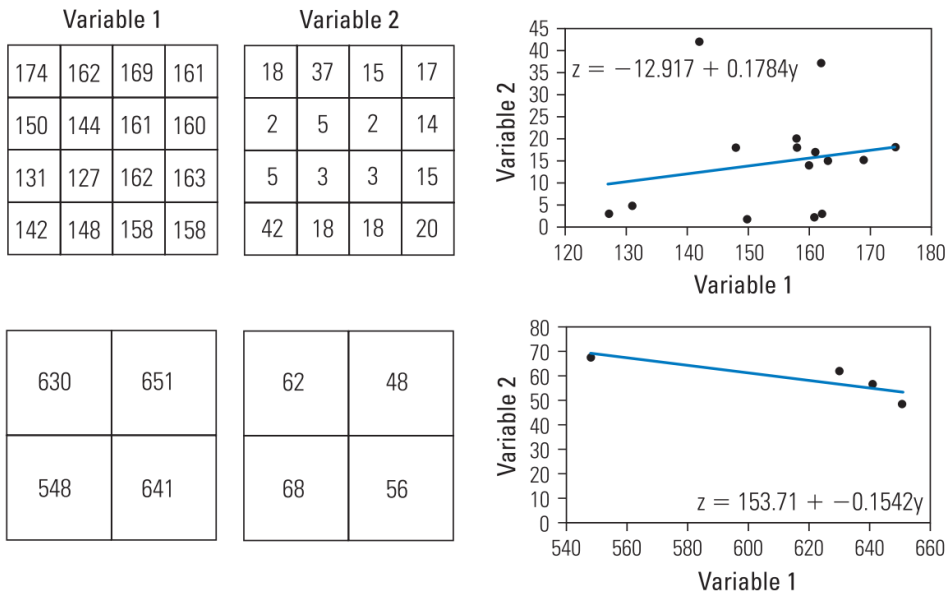 Variable 1
Variable 2
174 162 169 161
150 144 161 160
131 127 162 163
142 148 158 158
18 37 15 17
2 5 2 14
5 3 3 15
42 18 18 20
45
40
35
30
25
20
15
10
5
0
z = −12.917 + 0.1784y
Variable 2
120 130 140 150 160 170 180
Variable 1
630 651
548 641
62 48
68 56
80
70
60
50
40
30
20
10
0
Variable 2
z = 153.71 + −0.1542y
540 560 580 600 620 640 660
Variable 1